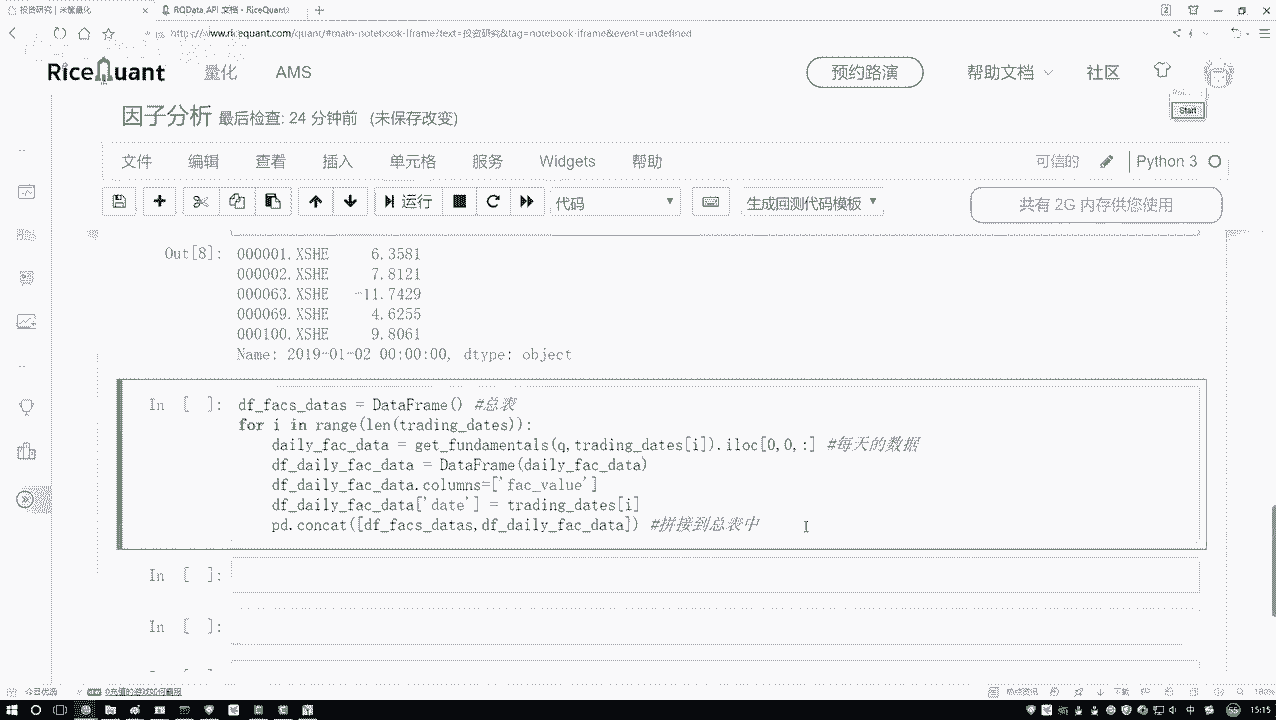 投资研究 | 米筐量化
RQData API 文档 - RiceQuant
www.ricequant.com/quant/#main-notebook-iframe?text=投资研究&tag=notebook-iframe&event=undefined
RiceQuant 量化 AMS 预约路演 帮助文档 社区
Start
因子分析 最后检查: 24 分钟前 (未保存改变)
文件 编辑 查看 插入 单元格 服务 Widgets 帮助 可信的 Python 3
运行 代码 生成回测代码模板 共有 2G 内存供您使用
Out[8]: 000001.XSHE 6.3581
000002.XSHE 7.8121
000063.XSHE -11.7429
000069.XSHE 4.6255
000100.XSHE 9.8061
Name: 2019-01-02 00:00:00, dtype: object
In [ ]: df_facs_datas = DataFrame() #总表
for i in range(len(trading_dates)):
daily_fac_data = get_fundamentals(q,trading_dates[i]).iloc[0,0,:] #每天的数据
df_daily_fac_data = DataFrame(daily_fac_data)
df_daily_fac_data.columns=['fac_value']
df_daily_fac_data['date'] = trading_dates[i]
pd.concat([df_facs_datas,df_daily_fac_data]) #拼接到总表中
In [ ]:
In [ ]:
今日优选
下载
中 15:15